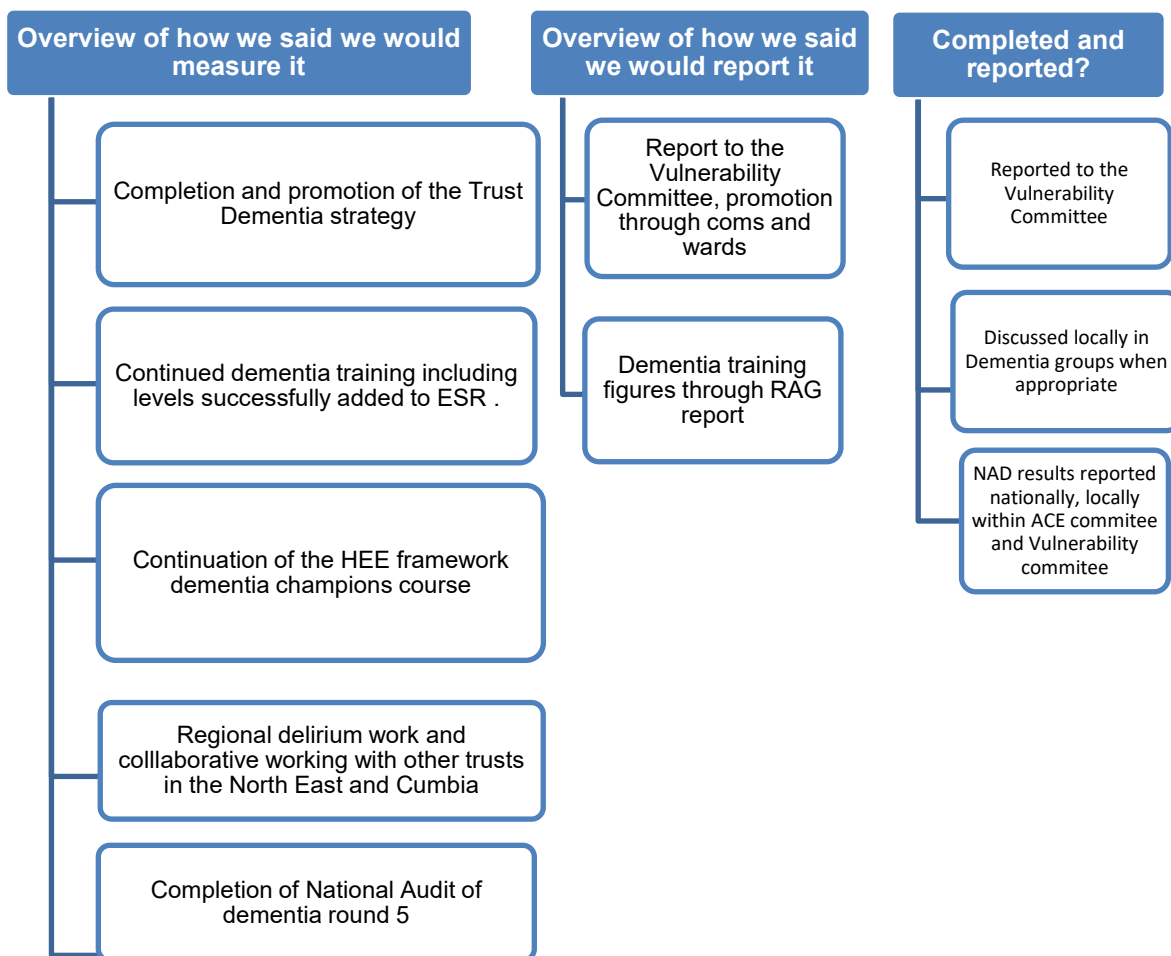 Overview of how we said we would
measure it
Completion and promotion of the Trust
Dementia strategy
Continued dementia training including
levels successfully added to ESR .
Continuation of the HEE framework
dementia champions course
Regional delirium work and
colllaborative working with other trusts
in the North East and Cumbia
Completion of National Audit of
dementia round 5
Overview of how we said
we would report it
Report to the
Vulnerability
Committee, promotion
through coms and
wards
Dementia training
figures through RAG
report
Completed and
reported?
Reported to the
Vulnerability
Committee
Discussed locally in
Dementia groups when
appropriate
NAD results reported
nationally, locally
within ACE commitee
and Vulnerability
commitee